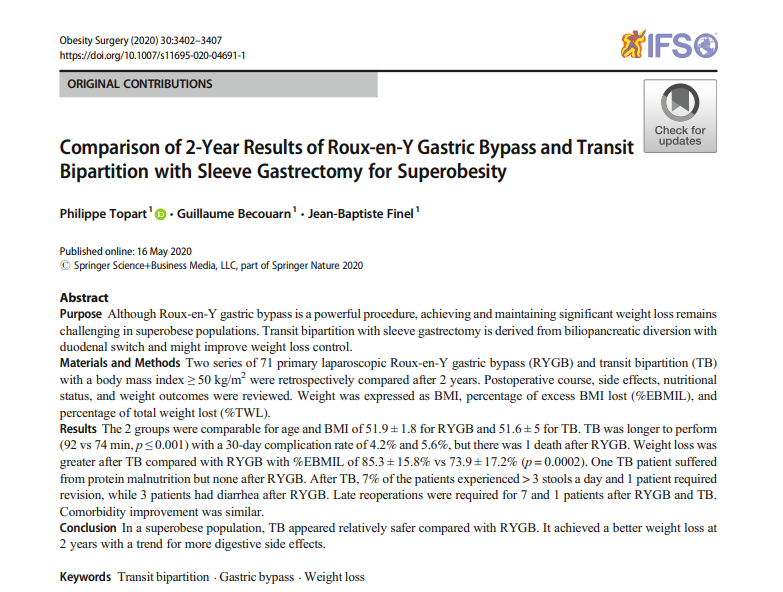 Obesity Surgery (2020) 30:3402–3407
https://doi.org/10.1007/s11695-020-04691-1
IFSO
ORIGINAL CONTRIBUTIONS
Check for
updates
Comparison of 2-Year Results of Roux-en-Y Gastric Bypass and Transit
Bipartition with Sleeve Gastrectomy for Superobesity
Philippe Topart 1 iD · Guillaume Becouarn 1 · Jean-Baptiste Finel 1
Published online: 16 May 2020
© Springer Science+Business Media, LLC, part of Springer Nature 2020
Abstract
Purpose Although Roux-en-Y gastric bypass is a powerful procedure, achieving and maintaining significant weight loss remains
challenging in superobese populations. Transit bipartition with sleeve gastrectomy is derived from biliopancreatic diversion with
duodenal switch and might improve weight loss control.
Materials and Methods Two series of 71 primary laparoscopic Roux-en-Y gastric bypass (RYGB) and transit bipartition (TB)
with a body mass index ≥ 50 kg/m² were retrospectively compared after 2 years. Postoperative course, side effects, nutritional
status, and weight outcomes were reviewed. Weight was expressed as BMI, percentage of excess BMI lost (%EBMIL), and
percentage of total weight lost (%TWL).
Results The 2 groups were comparable for age and BMI of 51.9 ± 1.8 for RYGB and 51.6 ± 5 for TB. TB was longer to perform
(92 vs 74 min, p ≤ 0.001) with a 30-day complication rate of 4.2% and 5.6%, but there was 1 death after RYGB. Weight loss was
greater after TB compared with RYGB with %EBMIL of 85.3 ± 15.8% vs 73.9 ± 17.2% (p = 0.0002). One TB patient suffered
from protein malnutrition but none after RYGB. After TB, 7% of the patients experienced > 3 stools a day and 1 patient required
revision, while 3 patients had diarrhea after RYGB. Late reoperations were required for 7 and 1 patients after RYGB and TB.
Comorbidity improvement was similar.
Conclusion In a superobese population, TB appeared relatively safer compared with RYGB. It achieved a better weight loss at
2 years with a trend for more digestive side effects.
Keywords Transit bipartition · Gastric bypass · Weight loss